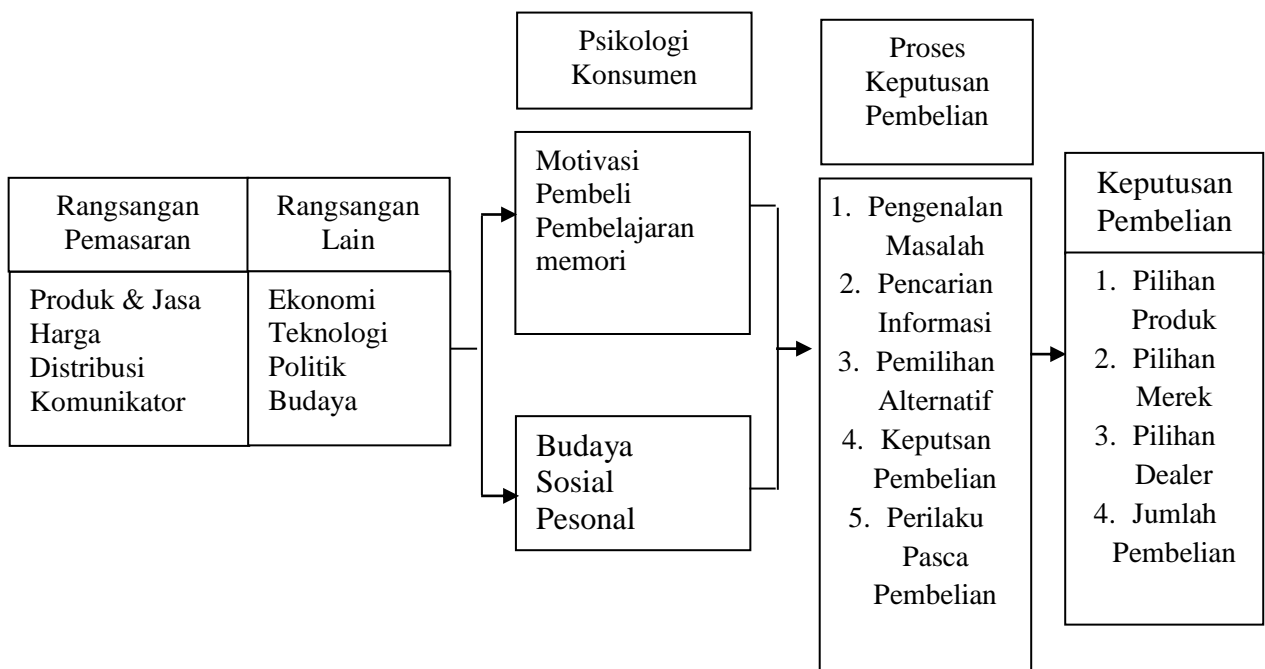 Psikologi
Konsumen
Proses
Keputusan
Pembelian
Rangsangan
Pemasaran
Rangsangan
Lain
Produk & Jasa
Harga
Distribusi
Komunikator
Ekonomi
Teknologi
Politik
Budaya
Motivasi
Pembeli
Pembelajaran
memori
Budaya
Sosial
Pesonal
1. Pengenalan
Masalah
2. Pencarian
Informasi
3. Pemilihan
Alternatif
4. Keputsan
Pembelian
5. Perilaku
Pasca
Pembelian
Keputusan
Pembelian
1. Pilihan
Produk
2. Pilihan
Merek
3. Pilihan
Dealer
4. Jumlah
Pembelian